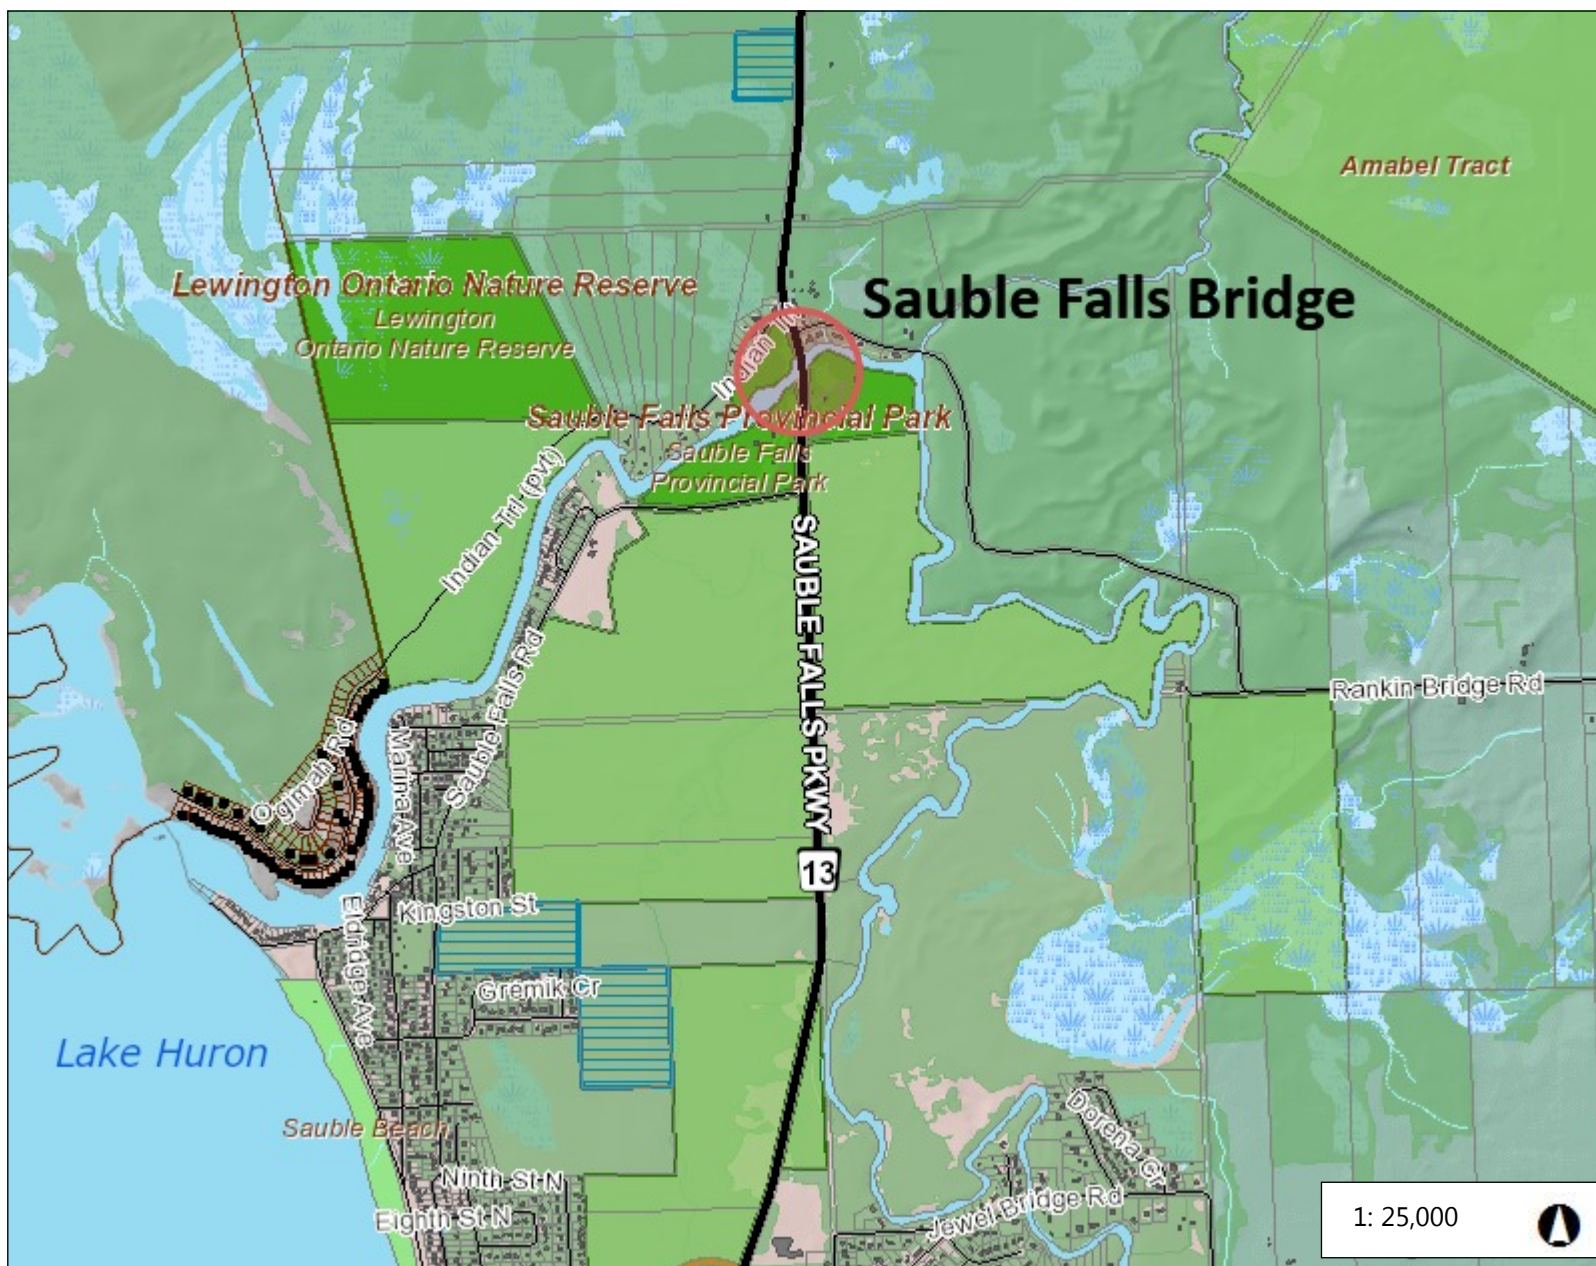 Amabel Tract
Lewington Ontario Nature Reserve
Lewington
Ontario Nature Reserve
Sauble Falls Bridge
Indian Trl
Sauble Falls Provincial Park
Sauble Falls
Provincial Park
Indian Trl (pvt)
SAUBLE FALLS PKWY
Sauble Falls Rd
Rankin Bridge Rd
Ogimah Rd
Marina Ave
13
Kingston St
Eldridge Ave
Gremik Cr
Lake Huron
Sauble Beach
Dorena Cr
Ninth St N
Eighth St N
Jewel Bridge Rd
1: 25,000